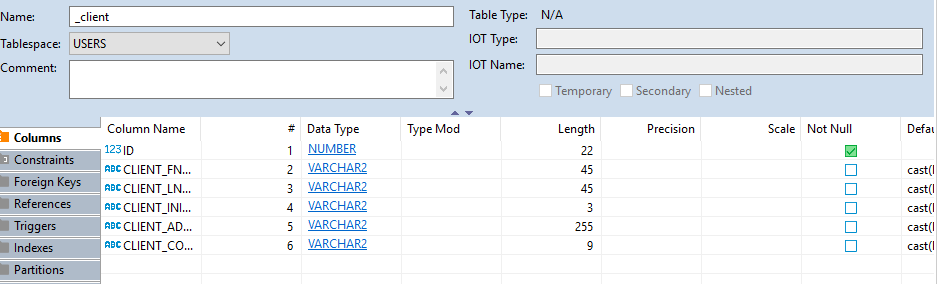 Name: _client Table Type: N/A
Tablespace: USERS IOT Type:
Comment: IOT Name:
Temporary Secondary Nested
Columns Column Name # Data Type Type Mod Length Precision Scale Not Null Defau
Constraints 123 ID 1 NUMBER 22
Foreign Keys ABC CLIENT_FN... 2 VARCHAR2 45 cast(
References ABC CLIENT_LN... 3 VARCHAR2 45 cast(
Triggers ABC CLIENT_INI... 4 VARCHAR2 3 cast(
Indexes ABC CLIENT_AD... 5 VARCHAR2 255 cast(
Partitions ABC CLIENT_CO... 6 VARCHAR2 9 cast(